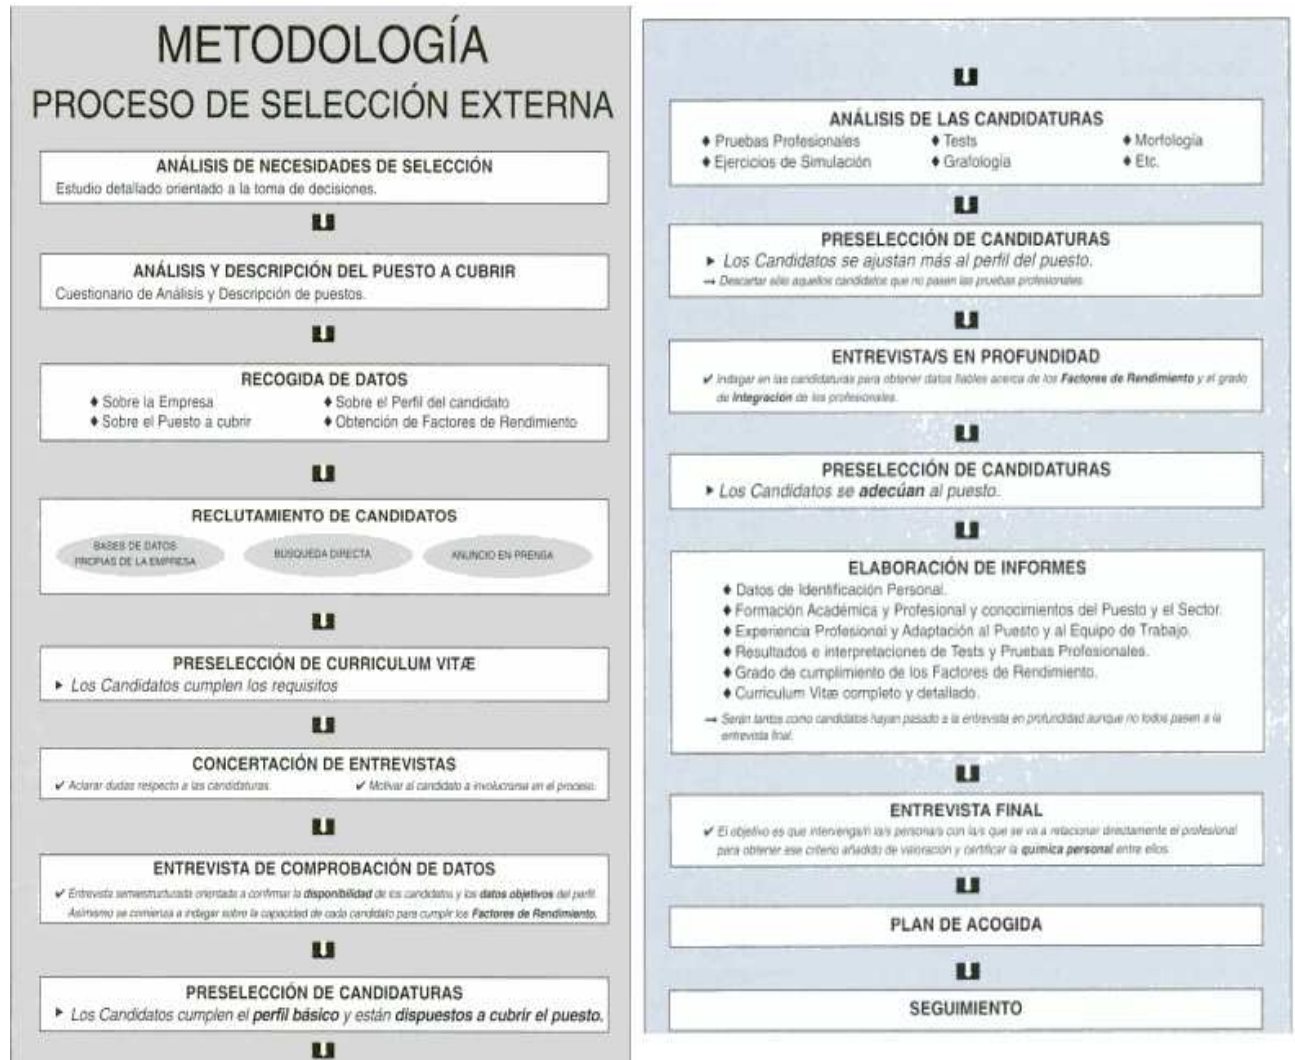 METODOLOGÍA
PROCESO DE SELECCIÓN EXTERNA
ANÁLISIS DE NECESIDADES DE SELECCIÓN
Estudio detallado orientado a la toma de decisiones.
ANÁLISIS Y DESCRIPCIÓN DEL PUESTO A CUBRIR
Cuestionario de Análisis y Descripción de puestos.
RECOGIDA DE DATOS
♦ Sobre la Empresa ♦ Sobre el Perfil del candidato
♦ Sobre el Puesto a cubrir ♦ Obtención de Factores de Rendimiento
RECLUTAMIENTO DE CANDIDATOS
BASES DE DATOS
PROPIAS DE LA EMPRESA
BUSQUEDA DIRECTA
ANUNCIO EN PRENSA
PRESELECCIÓN DE CURRICULUM VITÆ
▸ Los Candidatos cumplen los requisitos
CONCERTACIÓN DE ENTREVISTAS
✔ Aclarar dudas respecto a las candidaturas. ✔ Motivar al candidato a involucrarse en el proceso.
ENTREVISTA DE COMPROBACIÓN DE DATOS
✔ Entrevista semiestructurada orientada a confirmar la disponibilidad de los candidatos y los datos objetivos del perfil.
Asimismo se comienza a indagar sobre la capacidad de cada candidato para cumplir los Factores de Rendimiento.
PRESELECCIÓN DE CANDIDATURAS
▸ Los Candidatos cumplen el perfil básico y están dispuestos a cubrir el puesto.
ANÁLISIS DE LAS CANDIDATURAS
♦ Pruebas Profesionales ♦ Tests ♦ Morfología
♦ Ejercicios de Simulación ♦ Grafología ♦ Etc.
PRESELECCIÓN DE CANDIDATURAS
▸ Los Candidatos se ajustan más al perfil del puesto.
→ Descartar sólo aquellos candidatos que no pasen las pruebas profesionales.
ENTREVISTA/S EN PROFUNDIDAD
✔ Indagar en las candidaturas para obtener datos fiables acerca de los Factores de Rendimiento y el grado
de Integración de los profesionales.
PRESELECCIÓN DE CANDIDATURAS
▸ Los Candidatos se adecúan al puesto.
ELABORACIÓN DE INFORMES
♦ Datos de Identificación Personal.
♦ Formación Académica y Profesional y conocimientos del Puesto y el Sector.
♦ Experiencia Profesional y Adaptación al Puesto y al Equipo de Trabajo.
♦ Resultados e interpretaciones de Tests y Pruebas Profesionales.
♦ Grado de cumplimiento de los Factores de Rendimiento.
♦ Curriculum Vitæ completo y detallado.
→ Serán tantos como candidatos hayan pasado a la entrevista en profundidad aunque no todos pasen a la
entrevista final.
ENTREVISTA FINAL
✔ El objetivo es que intervenga/n la/s persona/s con la/s que se va a relacionar directamente el profesional
para obtener ese criterio añadido de valoración y certificar la química personal entre ellos.
PLAN DE ACOGIDA
SEGUIMIENTO